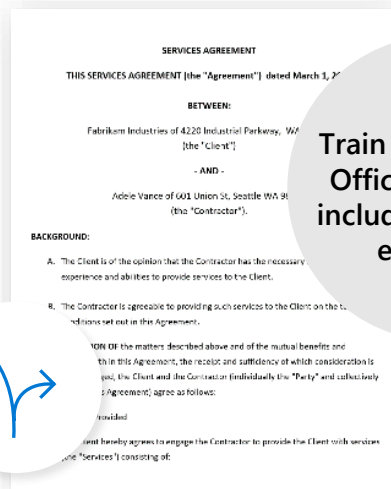 SERVICES AGREEMENT
THIS SERVICES AGREEMENT (the "Agreement") dated March 1,
BETWEEN:
Fabrikam Industries of 4220 Industrial Parkway, WA
(the "Client")
- AND -
Adele Vance of 601 Union St, Seattle WA
(the "Contractor").
BACKGROUND:
A. The Client is of the opinion that the Contractor has the necessary
experience and abilities to provide services to the Client.
B. The Contractor is agreeable to providing such services to the Client on the
conditions set out in this Agreement.
OF the matters described above and of the mutual benefits and
in this Agreement, the receipt and sufficiency of which consideration is
the Client and the Contractor (individually the "Party" and collectively
Agreement) agree as follows:
Provided
hereby agrees to engage the Contractor to provide the Client with services
(the "Services") consisting of:
Train